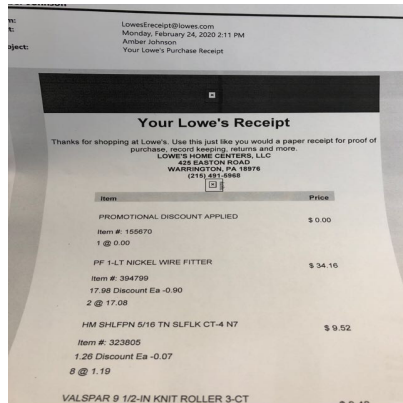 Johnson
m:
LowesEreceipt@lowes.com
t:
Monday, February 24, 2020 2:11 PM
Amber Johnson
bject:
Your Lowe's Purchase Receipt
Your Lowe's Receipt
Thanks for shopping at Lowe's. Use this just like you would a paper receipt for proof of
purchase, record keeping, returns and more.
LOWE'S HOME CENTERS, LLC
425 EASTON ROAD
WARRINGTON, PA 18976
(215) 491-5968
Item Price
PROMOTIONAL DISCOUNT APPLIED $ 0.00
Item #: 155670
1 @ 0.00
PF 1-LT NICKEL WIRE FITTER $ 34.16
Item #: 394799
17.98 Discount Ea -0.90
2 @ 17.08
HM SHLFPN 5/16 TN SLFLK CT-4 N7 $ 9.52
Item #: 323805
1.26 Discount Ea -0.07
8 @ 1.19
VALSPAR 9 1/2-IN KNIT ROLLER 3-CT